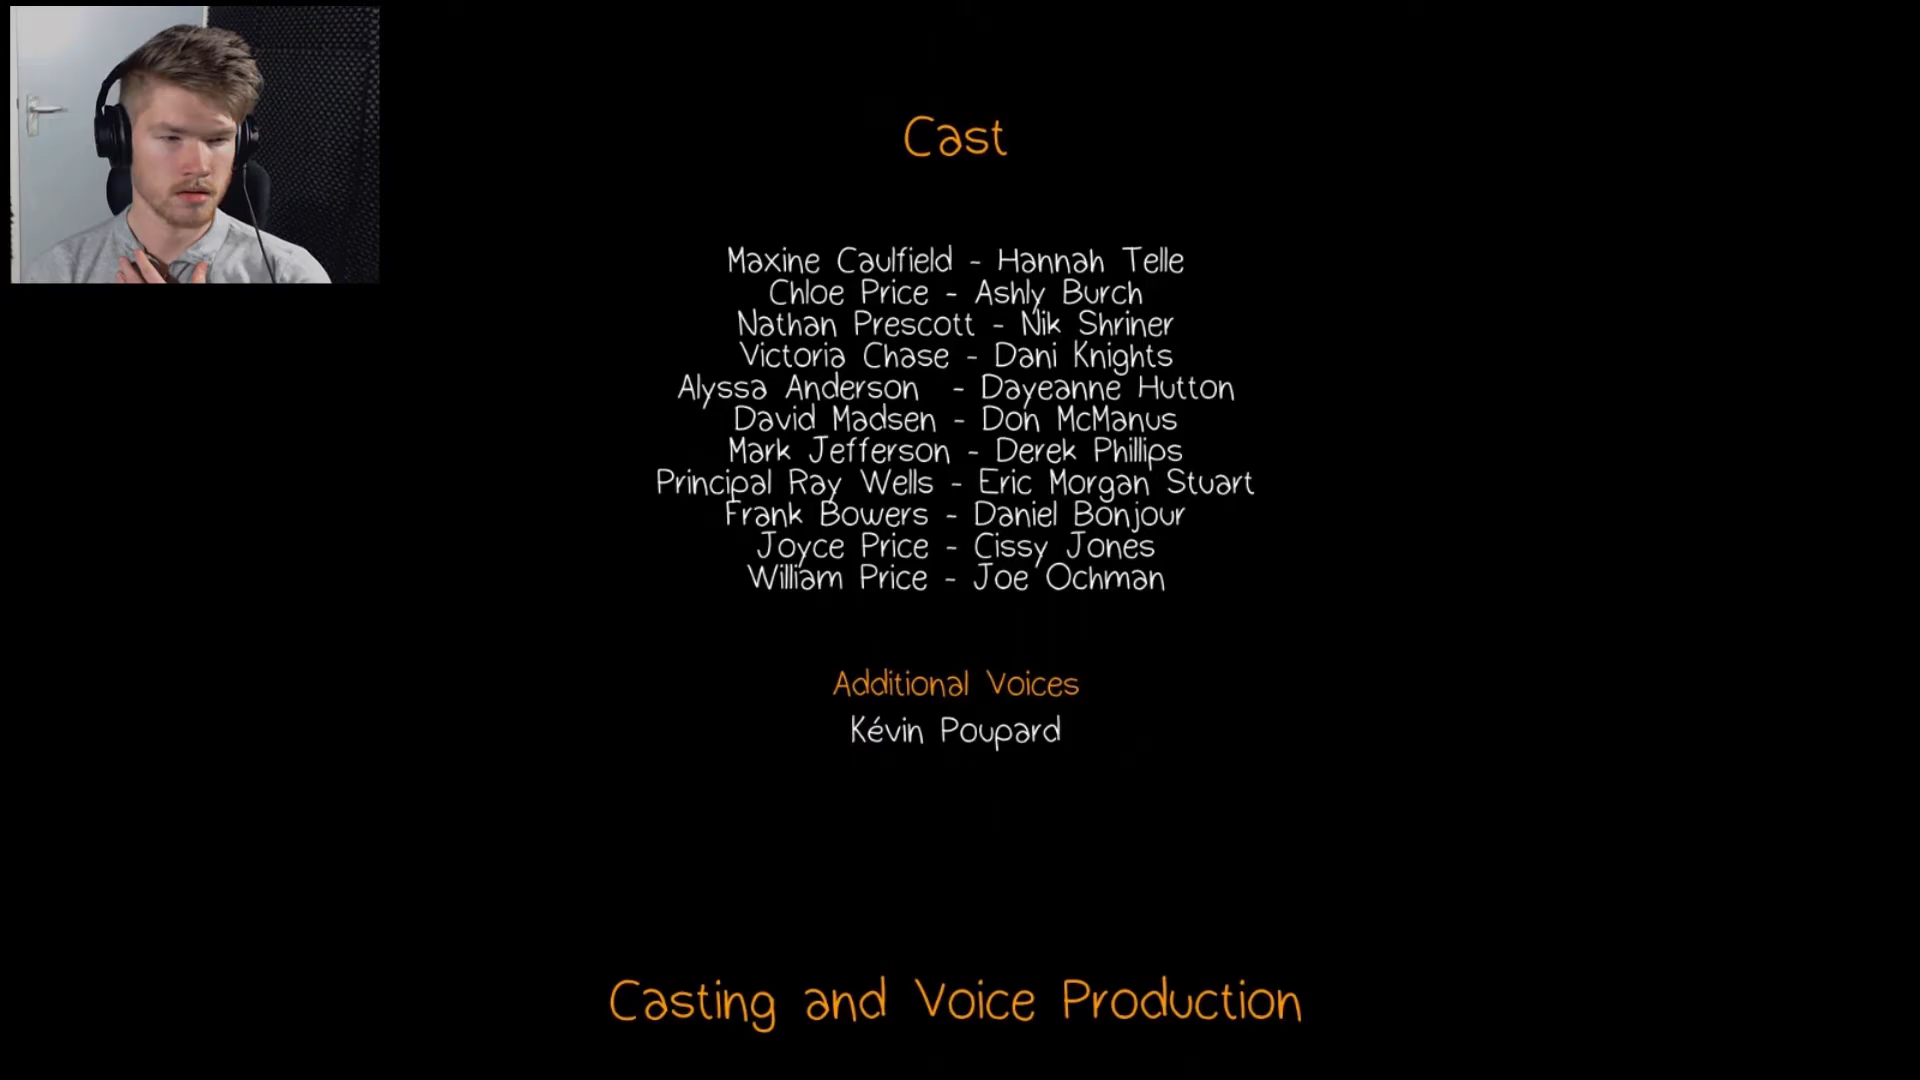 Cast
Maxine Caulfield - Hannah Telle
Chloe Price - Ashly Burch
Nathan Prescott - Nik Shriner
Victoria Chase - Dani Knights
Alyssa Anderson - Dayeanne Hutton
David Madsen - Don McManus
Mark Jefferson - Derek Phillips
Principal Ray Wells - Eric Morgan Stuart
Frank Bowers - Daniel Bonjour
Joyce Price - Cissy Jones
William Price - Joe Ochman
Additional Voices
Kévin Poupard
Casting and Voice Production